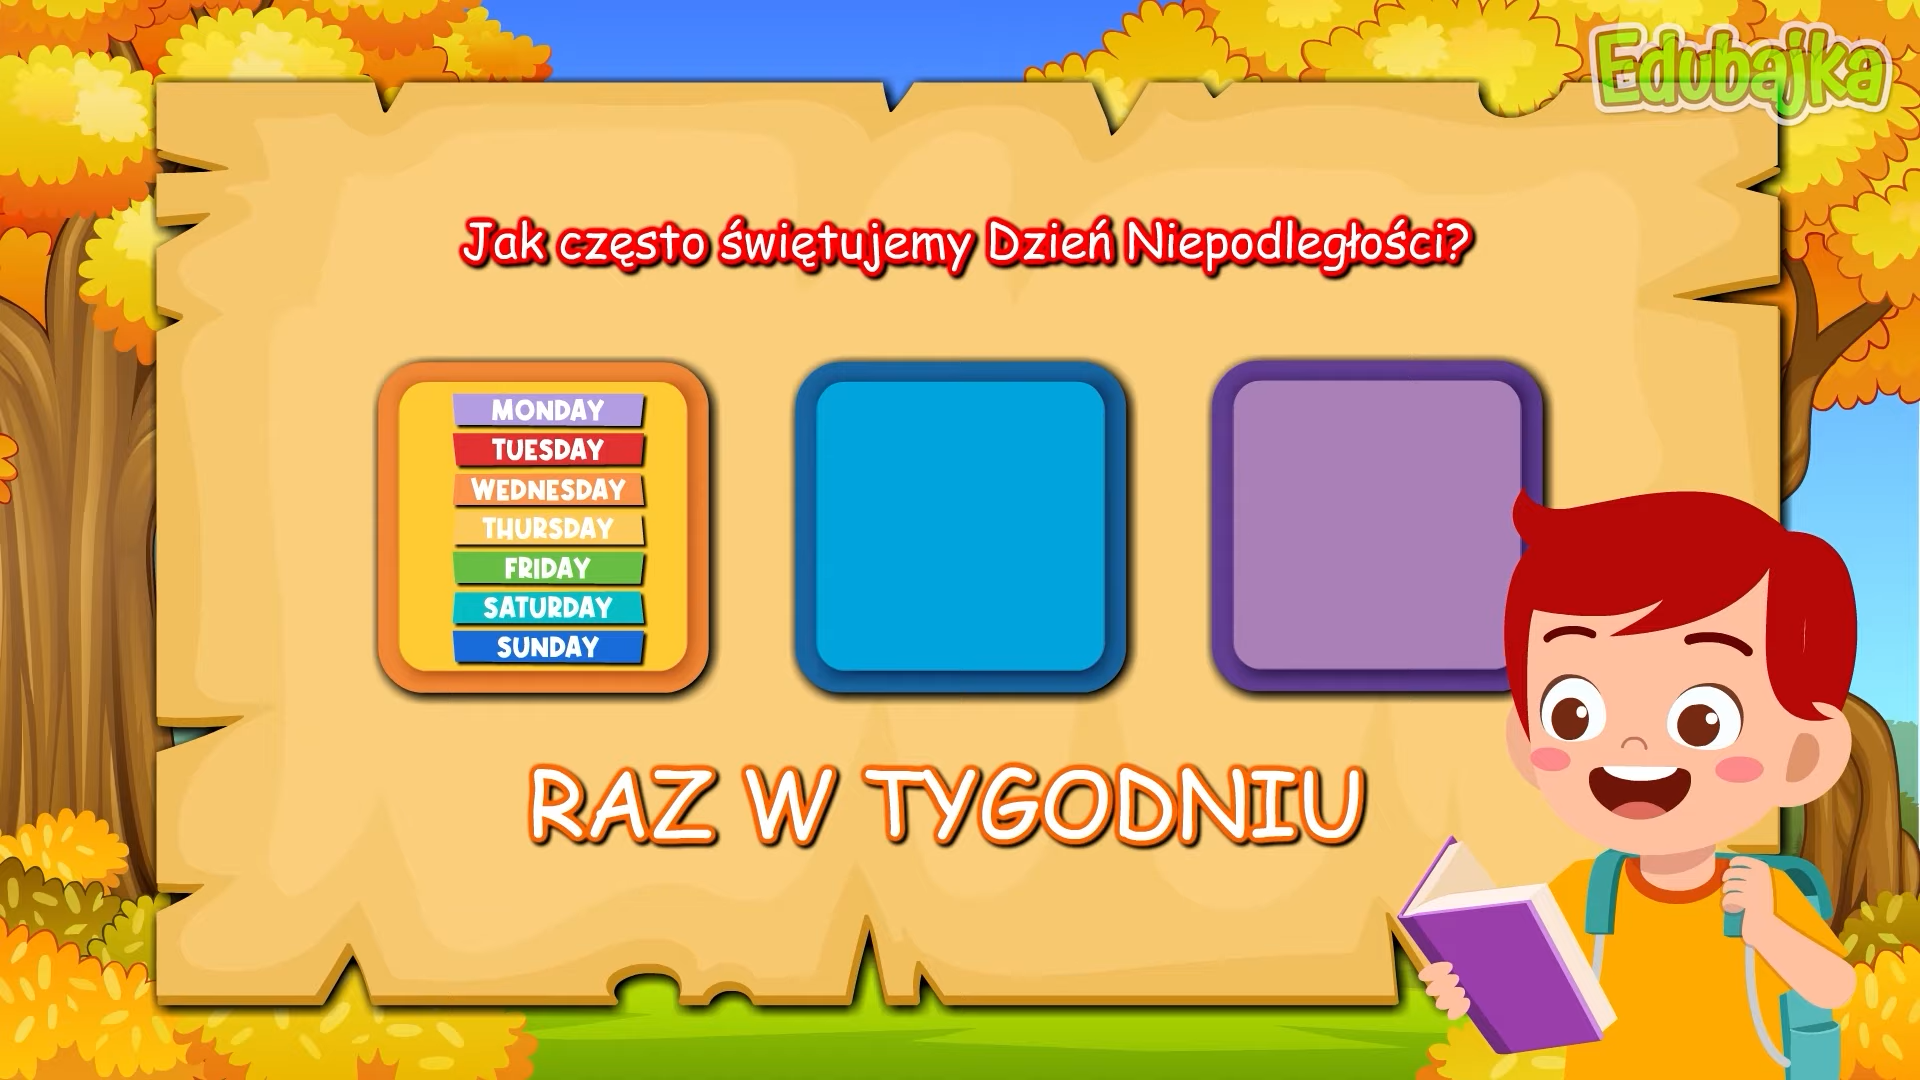 Edubajka
Jak często świętujemy Dzień Niepodległości?
MONDAY
TUESDAY
WEDNESDAY
THURSDAY
FRIDAY
SATURDAY
SUNDAY
RAZ W TYGODNIU